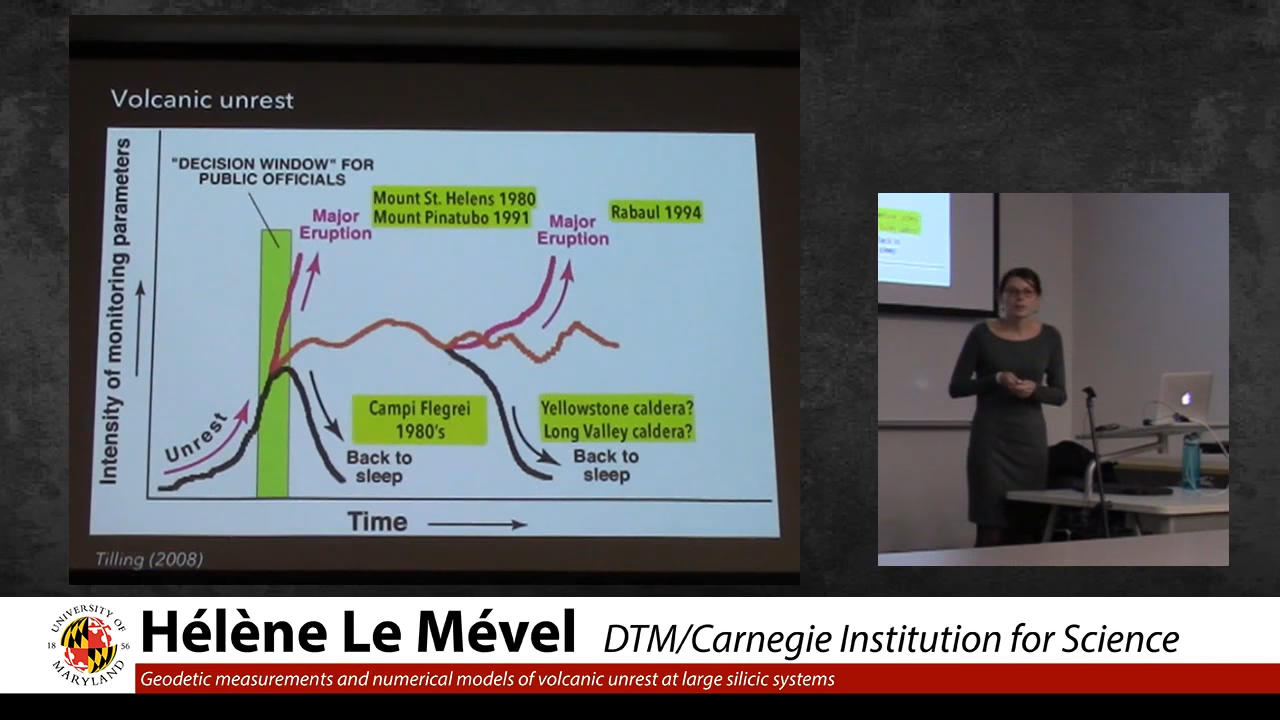 Volcanic unrest
Intensity of monitoring parameters
"DECISION WINDOW" FOR
PUBLIC OFFICIALS
Major
Eruption
Mount St. Helens 1980
Mount Pinatubo 1991
Major
Eruption
Rabaul 1994
Unrest
Campi Flegrei
1980's
Back to
sleep
Yellowstone caldera?
Long Valley caldera?
Back to
sleep
Time
Tilling (2008)
UNIVERSITY OF
18 56
MARYLAND
Hélène Le Mével DTM/Carnegie Institution for Science
Geodetic measurements and numerical models of volcanic unrest at large silicic systems